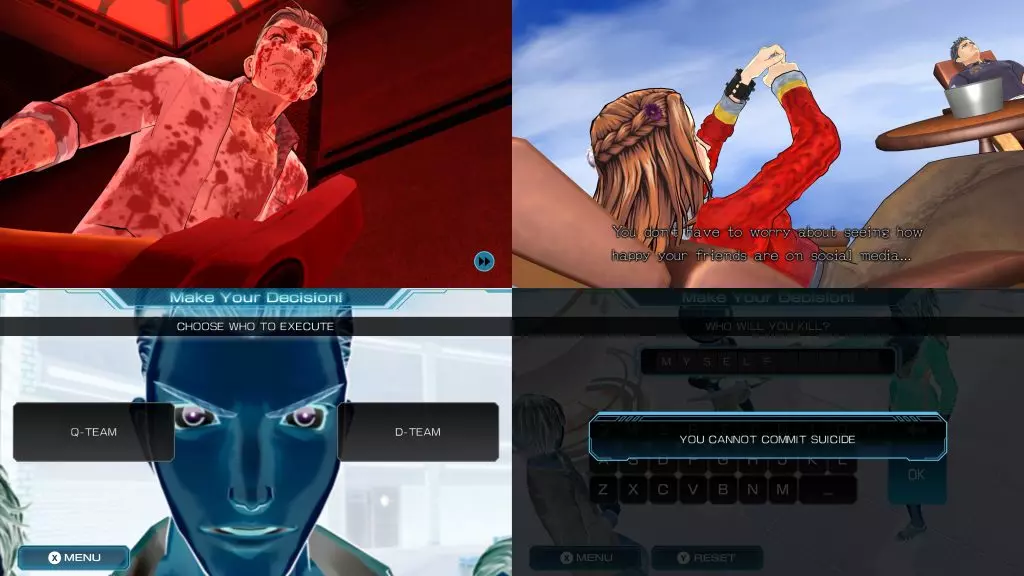 You don't have to worry about seeing how
happy your friends are on social media...
Make Your Decision!
CHOOSE WHO TO EXECUTE
Q-TEAM
D-TEAM
X MENU
Make Your Decision!
WHO WILL YOU KILL?
MYSELF
YOU CANNOT COMMIT SUICIDE
A S D F G H J K L
Z X C V B N M _
OK
X MENU
Y RESET